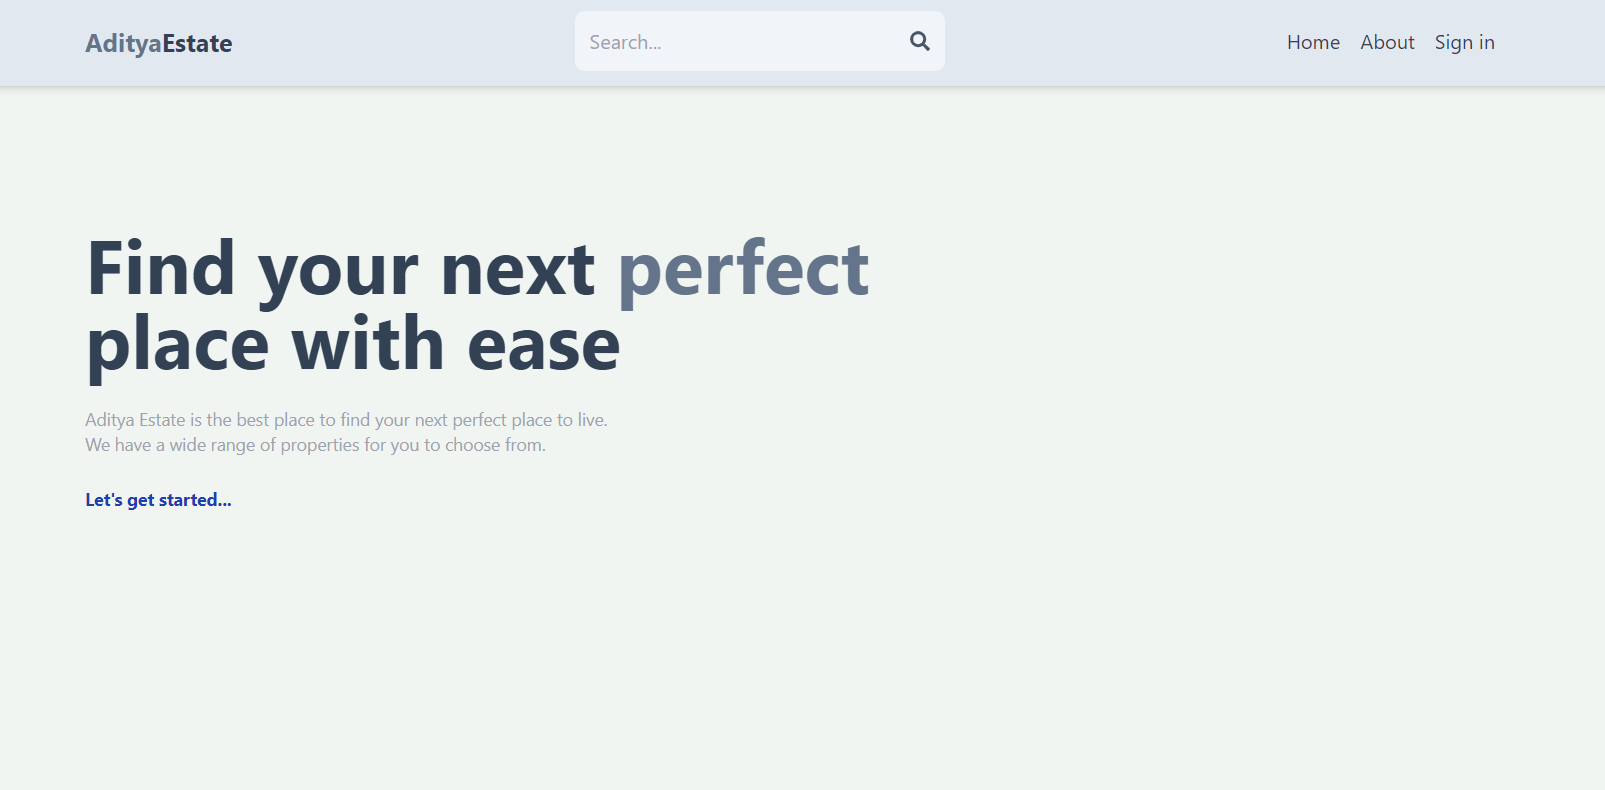 AdityaEstate
Search...
Home About Sign in
Find your next perfect
place with ease
Aditya Estate is the best place to find your next perfect place to live.
We have a wide range of properties for you to choose from.
Let's get started...